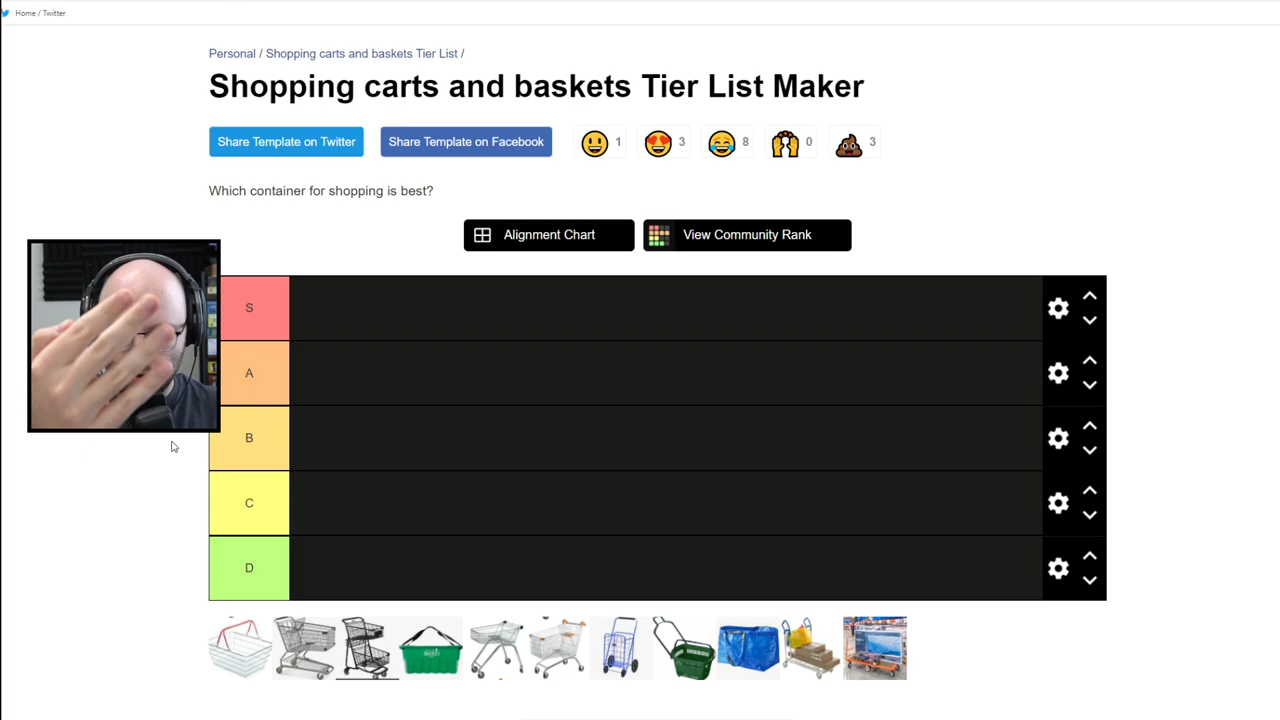 Home / Twitter
Personal / Shopping carts and baskets Tier List /
Shopping carts and baskets Tier List Maker
Share Template on Twitter
Share Template on Facebook
1
3
8
0
3
Which container for shopping is best?
Alignment Chart
View Community Rank
S
A
B
C
D